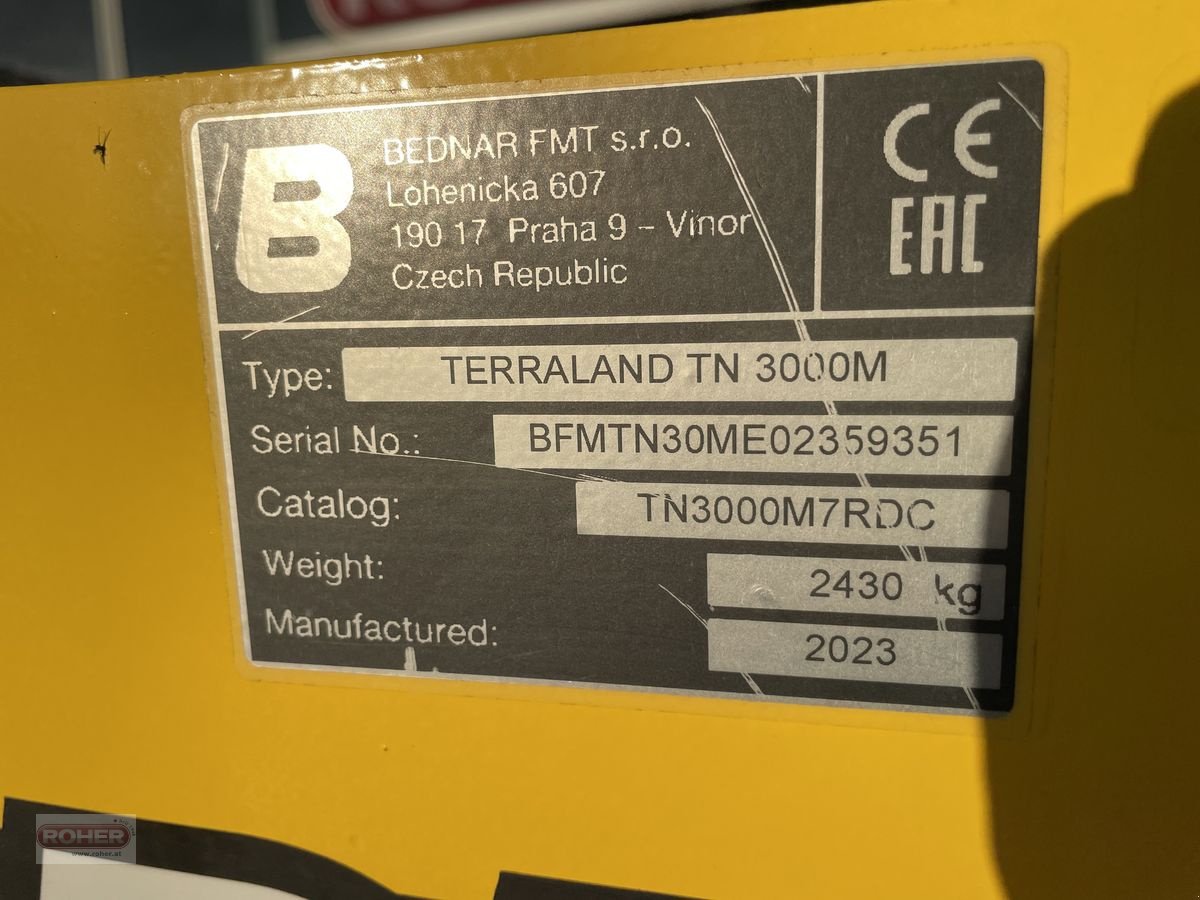 BEDNAR FMT s.r.o.
Lohenicka 607
190 17 Praha 9 – Vinor
Czech Republic
B
CE
EAC
Type: TERRALAND TN 3000M
Serial No.: BFMTN30ME02359351
Catalog: TN3000M7RDC
Weight: 2430 kg
Manufactured: 2023
ROHER
www.roher.at